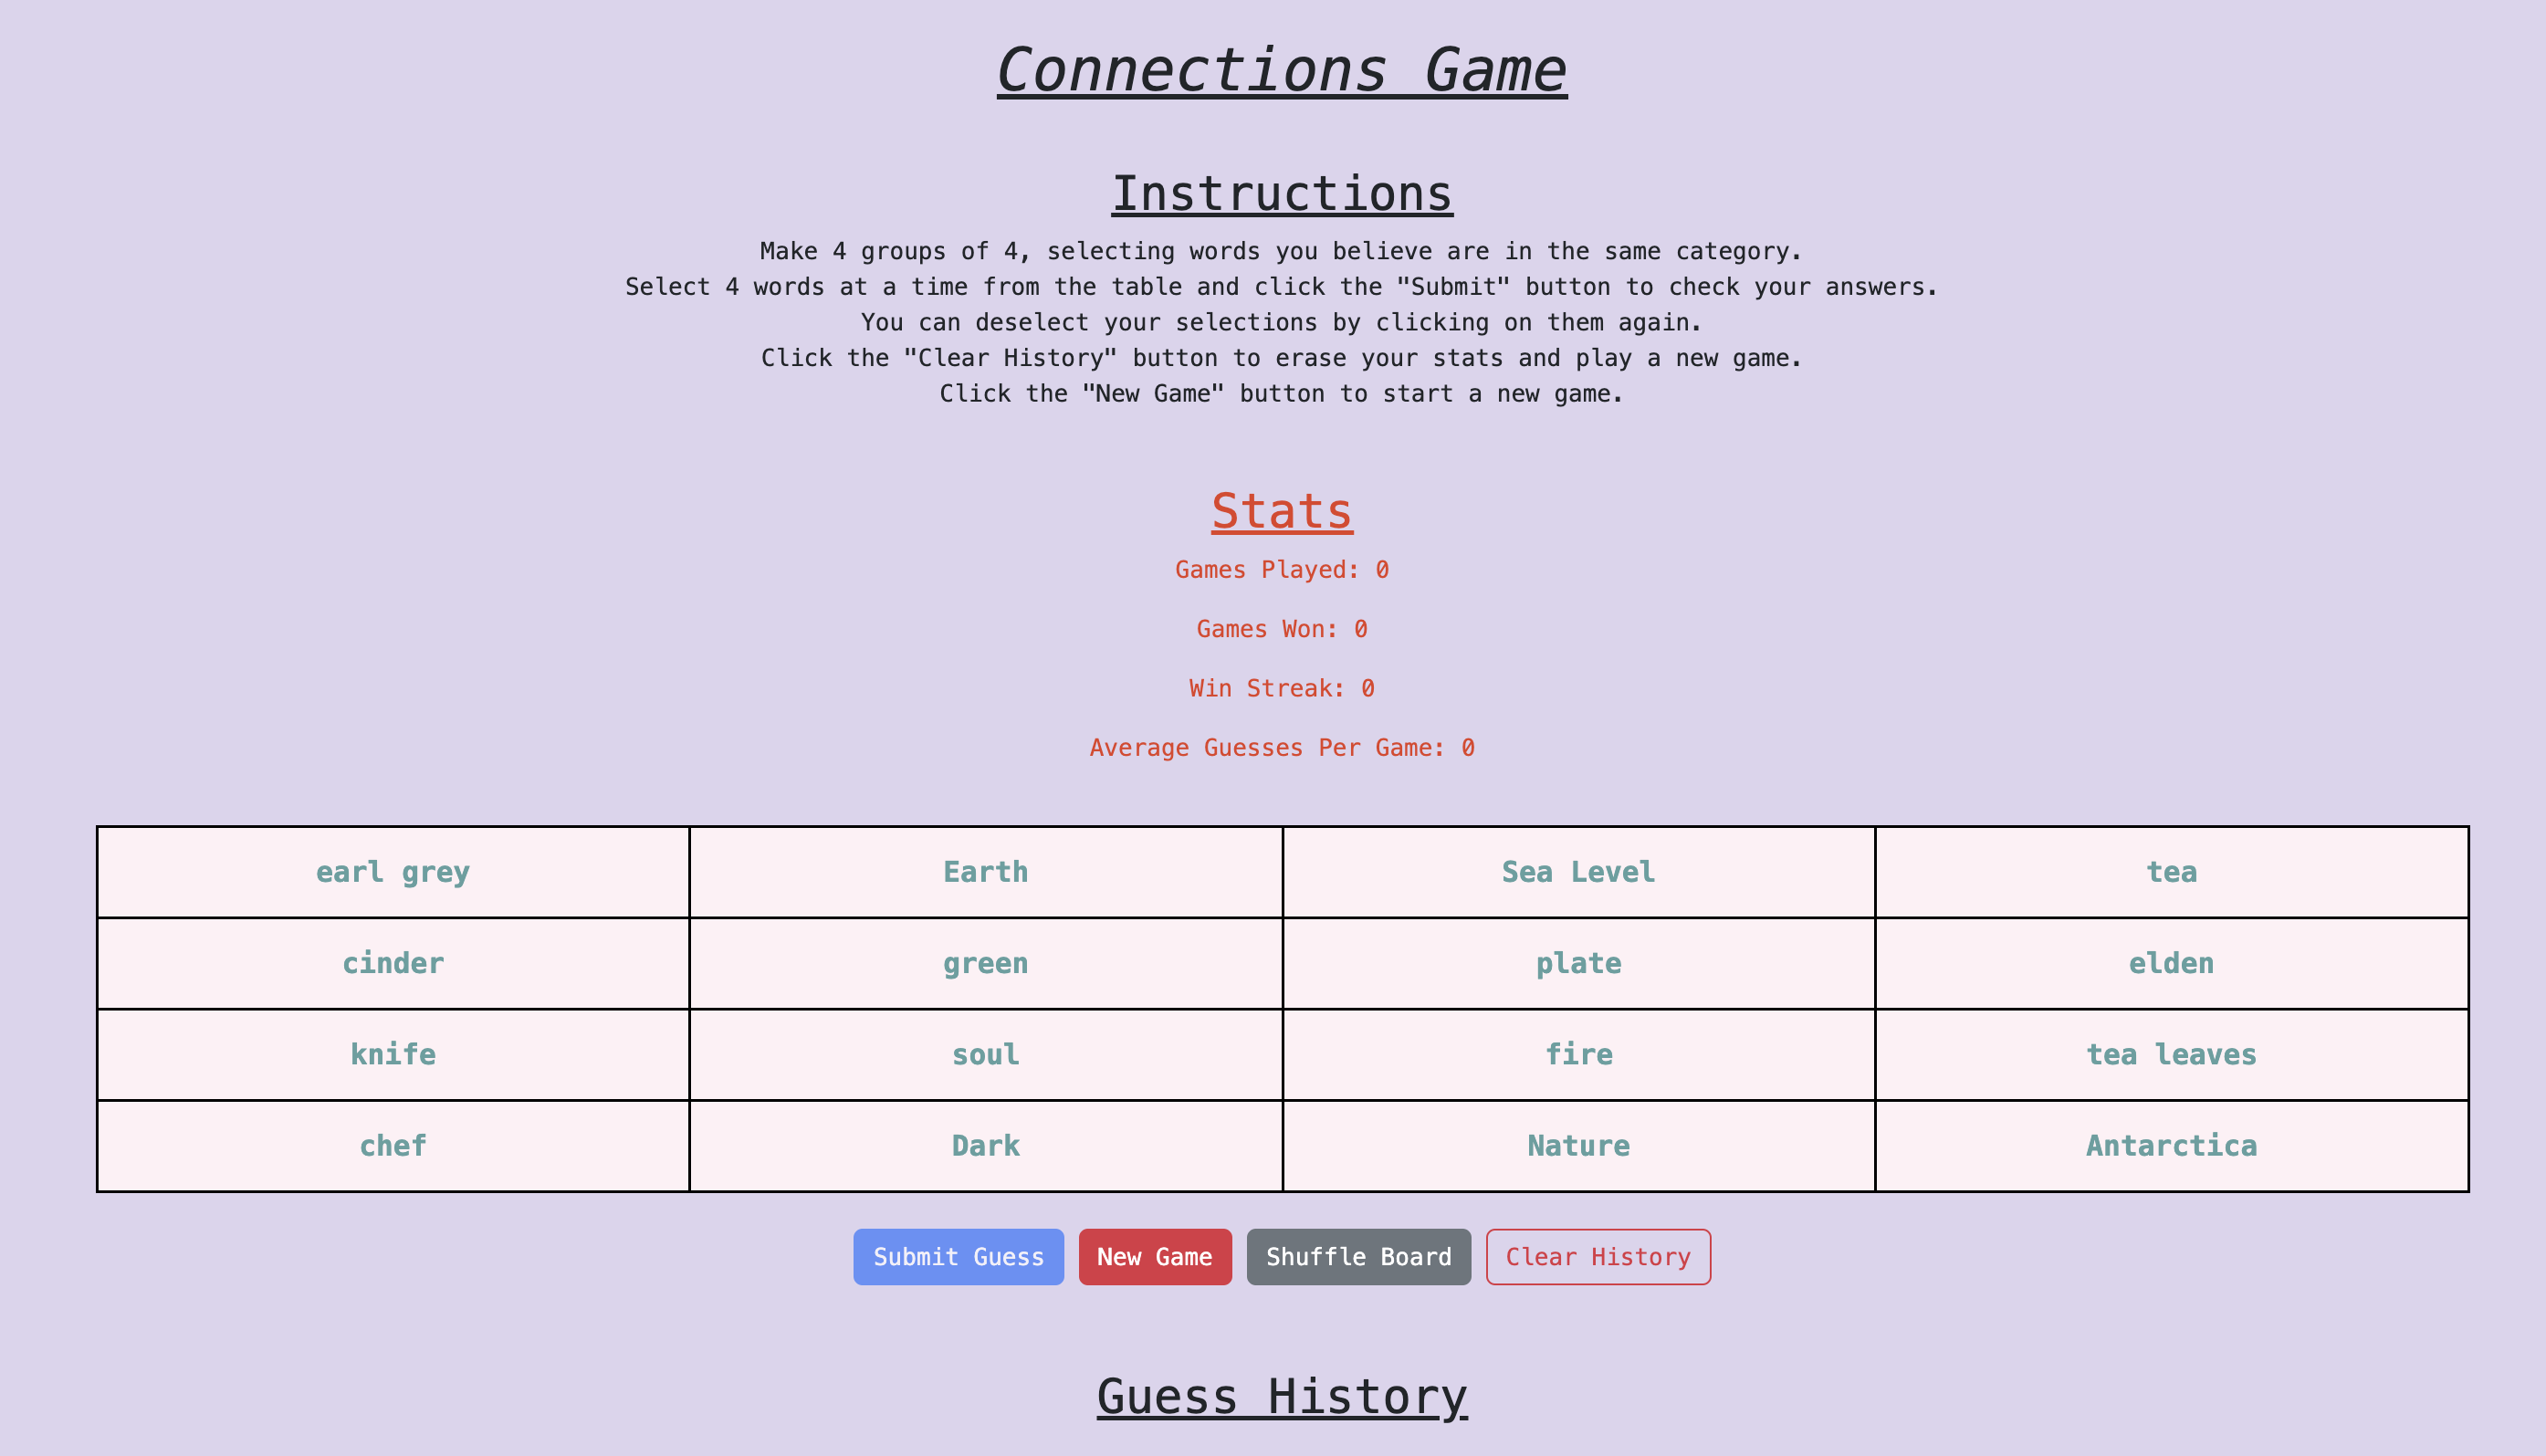 Connections Game
Instructions
Make 4 groups of 4, selecting words you believe are in the same category.
Select 4 words at a time from the table and click the "Submit" button to check your answers.
You can deselect your selections by clicking on them again.
Click the "Clear History" button to erase your stats and play a new game.
Click the "New Game" button to start a new game.
Stats
Games Played: 0
Games Won: 0
Win Streak: 0
Average Guesses Per Game: 0
earl grey Earth Sea Level tea
cinder green plate elden
knife soul fire tea leaves
chef Dark Nature Antarctica
Submit Guess New Game Shuffle Board Clear History
Guess History